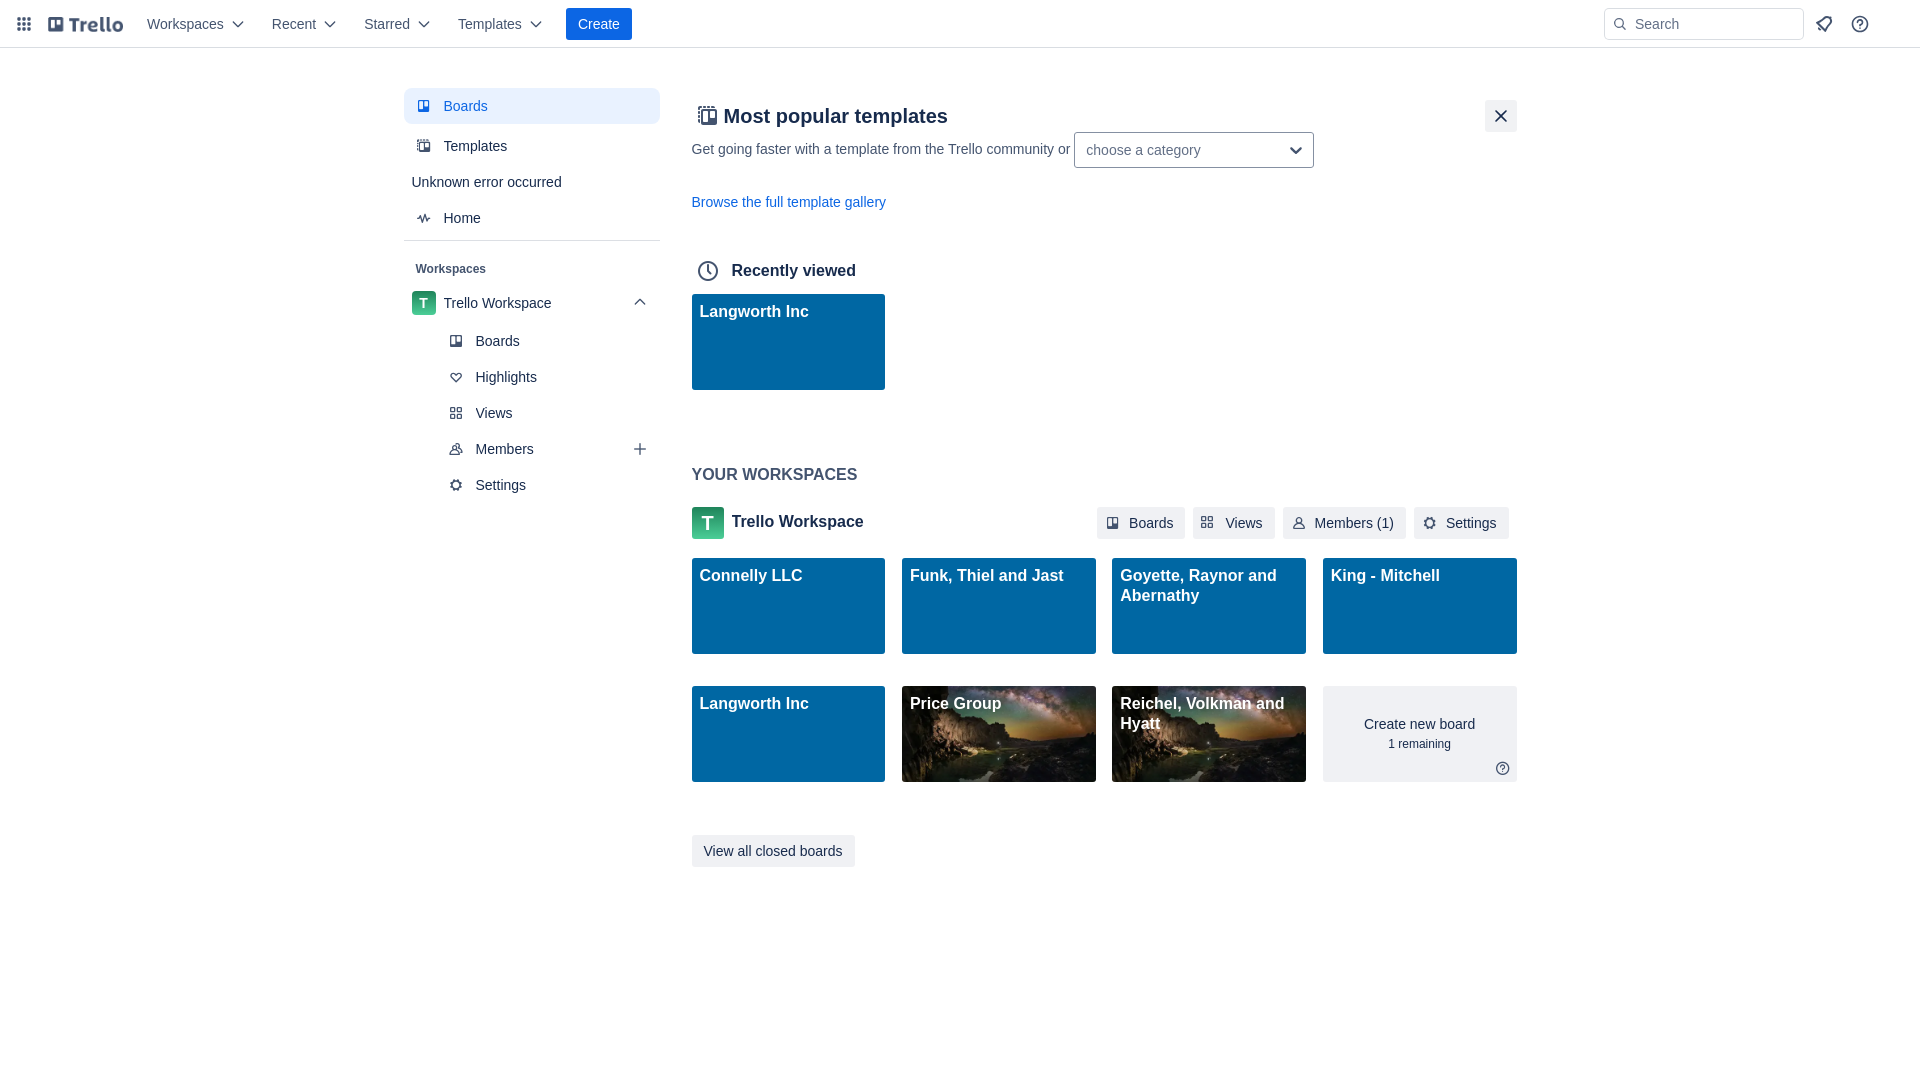 Trello
Workspaces
Recent
Starred
Templates
Create
Search
Boards
Templates
Unknown error occurred
Home
Workspaces
T
Trello Workspace
Boards
Highlights
Views
Members
Settings
Most popular templates
Get going faster with a template from the Trello community or
choose a category
Browse the full template gallery
Recently viewed
Langworth Inc
YOUR WORKSPACES
T
Trello Workspace
Boards
Views
Members (1)
Settings
Connelly LLC
Funk, Thiel and Jast
Goyette, Raynor and
Abernathy
King - Mitchell
Langworth Inc
Price Group
Reichel, Volkman and
Hyatt
Create new board
1 remaining
View all closed boards